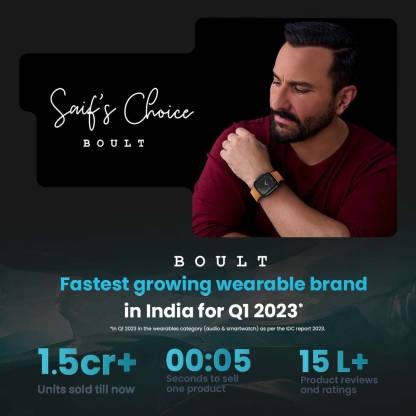 Saif's Choice
BOULT
BOULT
Fastest growing wearable brand
in India for Q1 2023*
*In Q1 2023 in the wearables category (audio & smartwatch) as per the IDC report 2023.
1.5cr+
Units sold till now
00:05
Seconds to sell
one product
15 L+
Product reviews
and ratings